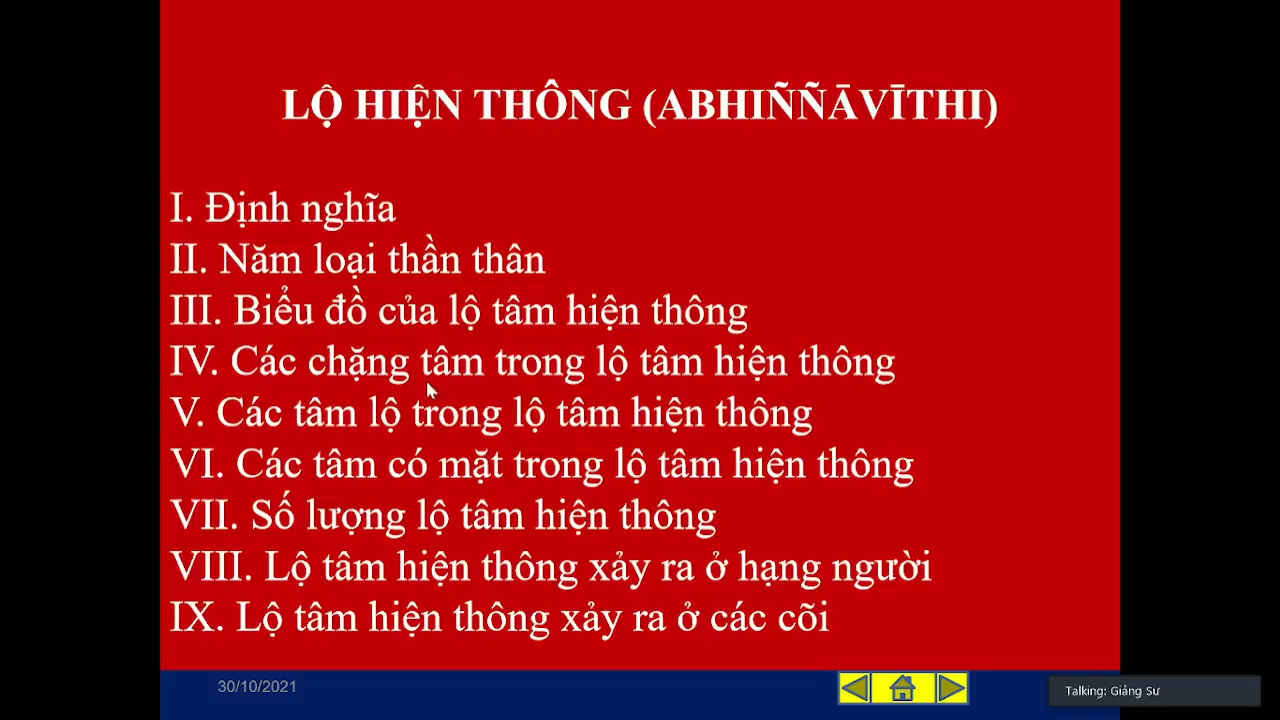 LỘ HIỆN THÔNG (ABHIÑÑĀVĪTHI)
I. Định nghĩa
II. Năm loại thần thân
III. Biểu đồ của lộ tâm hiện thông
IV. Các chặng tâm trong lộ tâm hiện thông
V. Các tâm lộ trong lộ tâm hiện thông
VI. Các tâm có mặt trong lộ tâm hiện thông
VII. Số lượng lộ tâm hiện thông
VIII. Lộ tâm hiện thông xảy ra ở hạng người
IX. Lộ tâm hiện thông xảy ra ở các cõi
30/10/2021
Talking: Giảng Sư